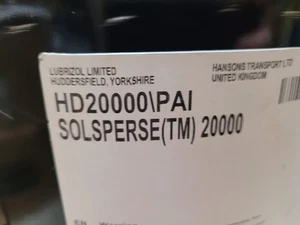 LUBRIZOL LIMITED
HUDDERSFIELD, YORKSHIRE
HANSONS TRANSPORT LTD
UNITED KINGDOM
HD20000\PAI
SOLSPERSE(TM) 20000